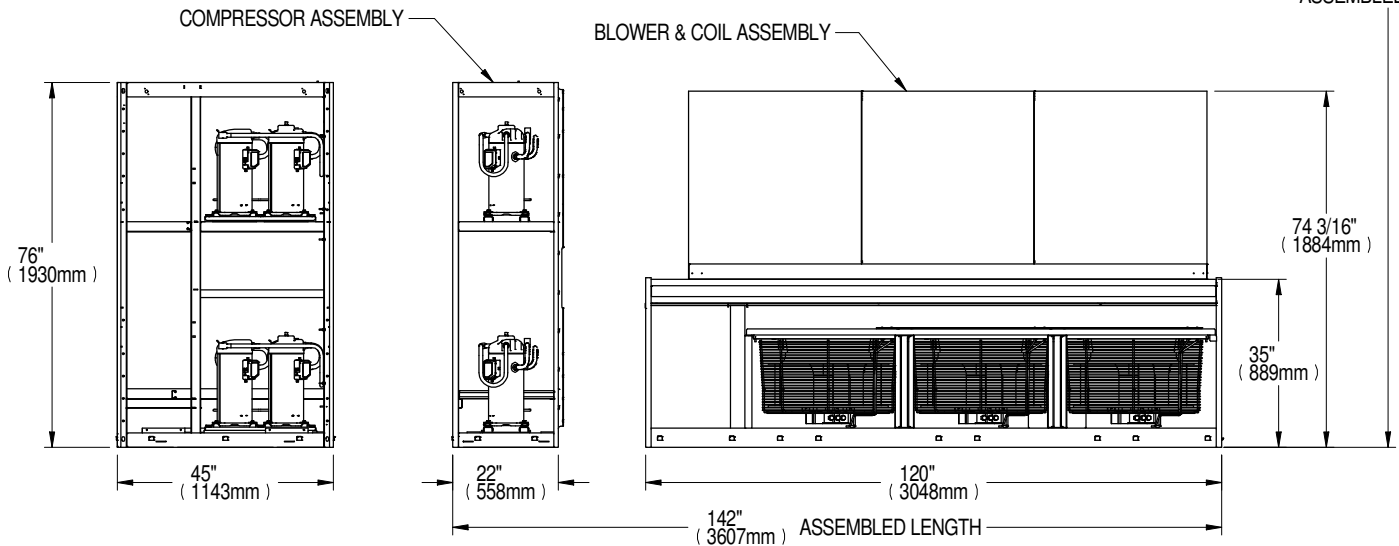 ASSEMBLED
COMPRESSOR ASSEMBLY
BLOWER & COIL ASSEMBLY
76"
( 1930mm )
74 3/16"
( 1884mm )
35"
( 889mm )
45"
( 1143mm )
22"
( 558mm )
120"
( 3048mm )
142"
( 3607mm )
ASSEMBLED LENGTH